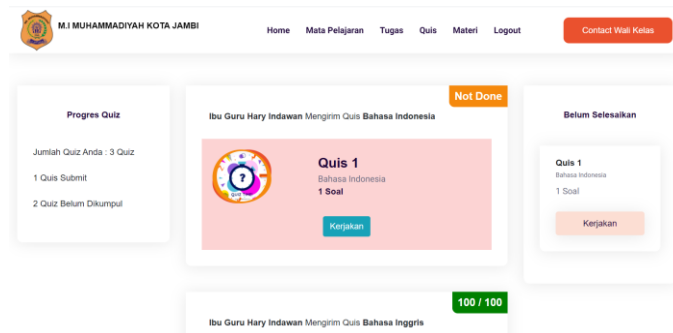 M.I MUHAMMADIYAH KOTA JAMBI
Home Mata Pelajaran Tugas Quis Materi Logout
Contact Wali Kelas
Progres Quiz
Jumlah Quiz Anda : 3 Quiz
1 Quis Submit
2 Quiz Belum Dikumpul
Not Done
Ibu Guru Hary Indawan Mengirim Quis Bahasa Indonesia
Quis 1
Bahasa Indonesia
1 Soal
Kerjakan
Belum Selesaikan
Quis 1
Bahasa Indonesia
1 Soal
Kerjakan
100 / 100
Ibu Guru Hary Indawan Mengirim Quis Bahasa Inggris